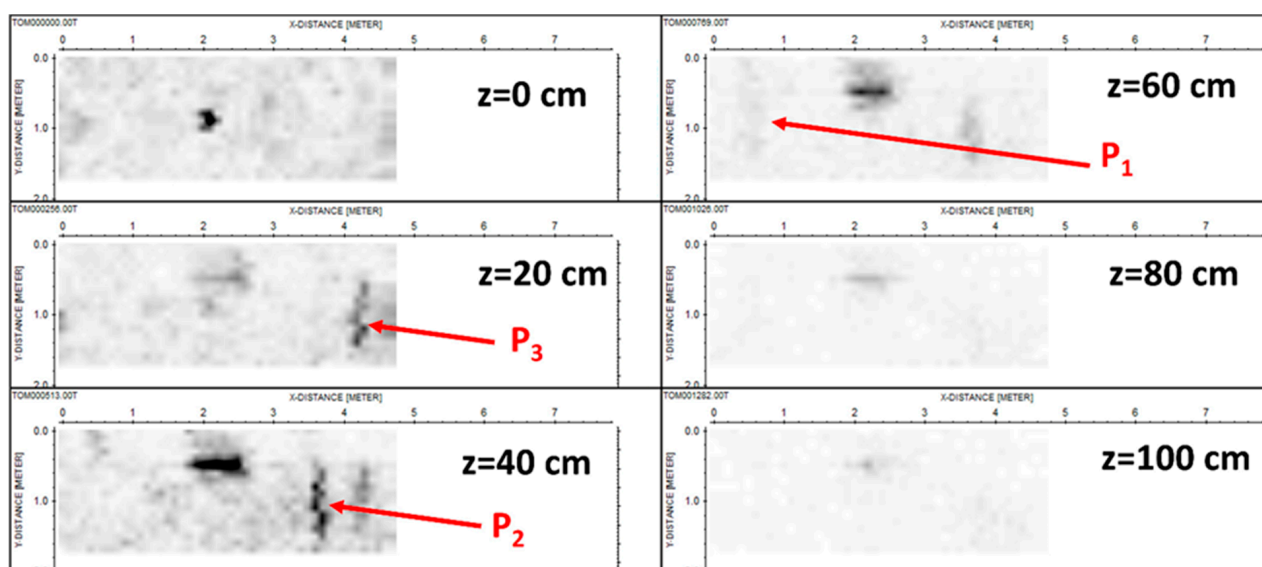 TOM000000.00T
X-DISTANCE [METER]
0 1 2 3 4 5 6 7
Y-DISTANCE [METER]
0.0
1.0
2.0
z=0 cm
TOM000256.00T
X-DISTANCE [METER]
0 1 2 3 4 5 6 7
Y-DISTANCE [METER]
0.0
1.0
2.0
z=20 cm
P3
TOM000513.00T
X-DISTANCE [METER]
0 1 2 3 4 5 6 7
Y-DISTANCE [METER]
0.0
1.0
z=40 cm
P2
TOM000769.00T
X-DISTANCE [METER]
0 1 2 3 4 5 6 7
Y-DISTANCE [METER]
0.0
1.0
2.0
z=60 cm
P1
TOM001026.00T
X-DISTANCE [METER]
0 1 2 3 4 5 6 7
Y-DISTANCE [METER]
0.0
1.0
2.0
z=80 cm
TOM001282.00T
X-DISTANCE [METER]
0 1 2 3 4 5 6 7
Y-DISTANCE [METER]
0.0
1.0
z=100 cm